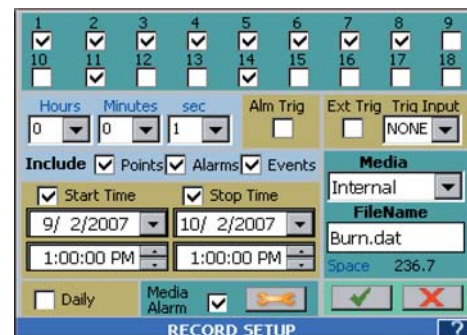 1 2 3 4 5 6 7 8 9
10 11 12 13 14 15 16 17 18
Hours Minutes sec Alm Trig Ext Trig Trig Input
0 0 1 NONE
Include Points Alarms Events Media
Start Time Stop Time Internal
9/ 2/2007 10/ 2/2007 FileName
1:00:00 PM 1:00:00 PM Burn.dat
Space 236.7
Daily Media Alarm
RECORD SETUP ?